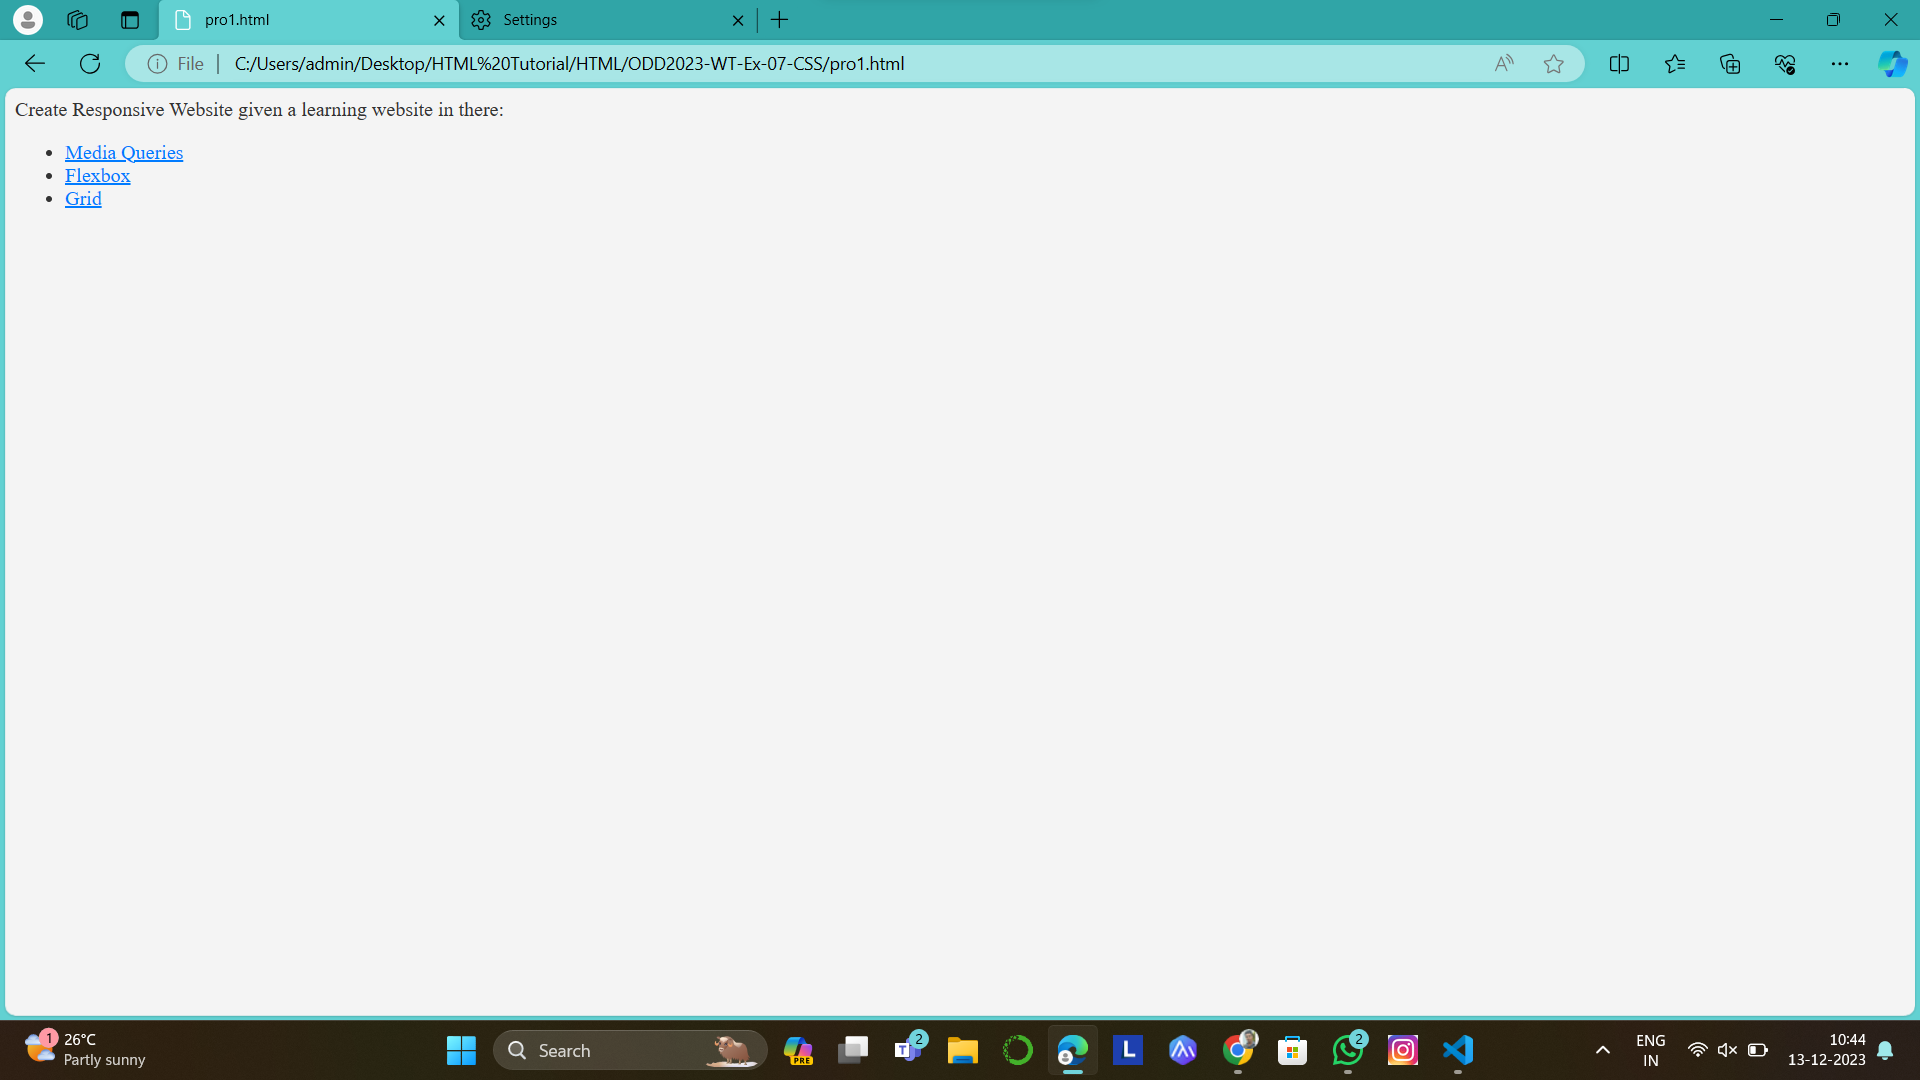 pro1.html
Settings
File
C:/Users/admin/Desktop/HTML%20Tutorial/HTML/ODD2023-WT-Ex-07-CSS/pro1.html
Create Responsive Website given a learning website in there:
Media Queries
Flexbox
Grid
1
26°C
Partly sunny
Search
PRE
T
2
L
2
ENG
IN
10:44
13-12-2023